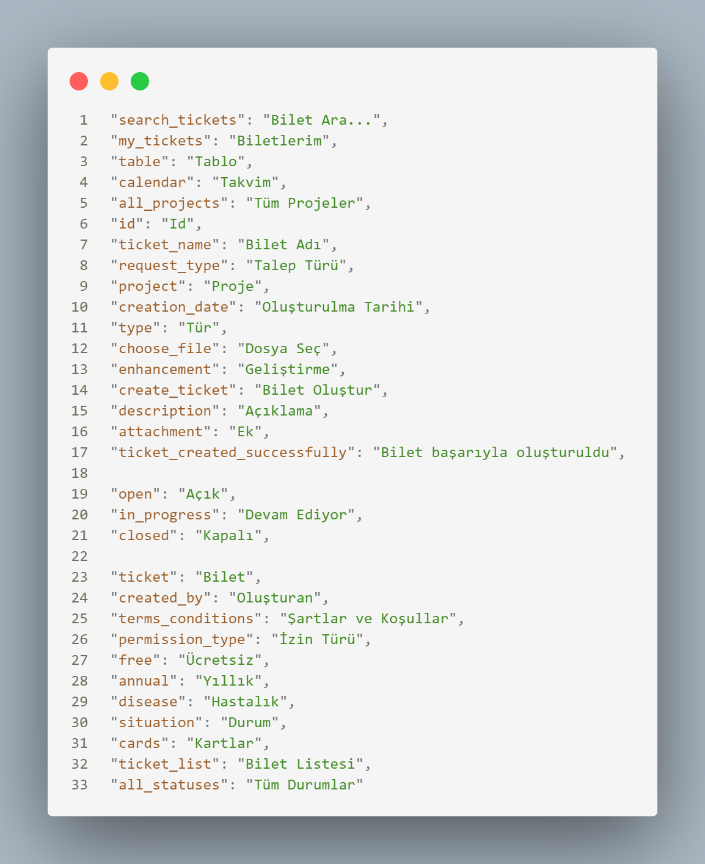 1 "search_tickets": "Bilet Ara...",
2 "my_tickets": "Biletlerim",
3 "table": "Tablo",
4 "calendar": "Takvim",
5 "all_projects": "Tüm Projeler",
6 "id": "Id",
7 "ticket_name": "Bilet Adı",
8 "request_type": "Talep Türü",
9 "project": "Proje",
10 "creation_date": "Oluşturulma Tarihi",
11 "type": "Tür",
12 "choose_file": "Dosya Seç",
13 "enhancement": "Geliştirme",
14 "create_ticket": "Bilet Oluştur",
15 "description": "Açıklama",
16 "attachment": "Ek",
17 "ticket_created_successfully": "Bilet başarıyla oluşturuldu",
18
19 "open": "Açık",
20 "in_progress": "Devam Ediyor",
21 "closed": "Kapalı",
22
23 "ticket": "Bilet",
24 "created_by": "Oluşturan",
25 "terms_conditions": "Şartlar ve Koşullar",
26 "permission_type": "İzin Türü",
27 "free": "Ücretsiz",
28 "annual": "Yıllık",
29 "disease": "Hastalık",
30 "situation": "Durum",
31 "cards": "Kartlar",
32 "ticket_list": "Bilet Listesi",
33 "all_statuses": "Tüm Durumlar"